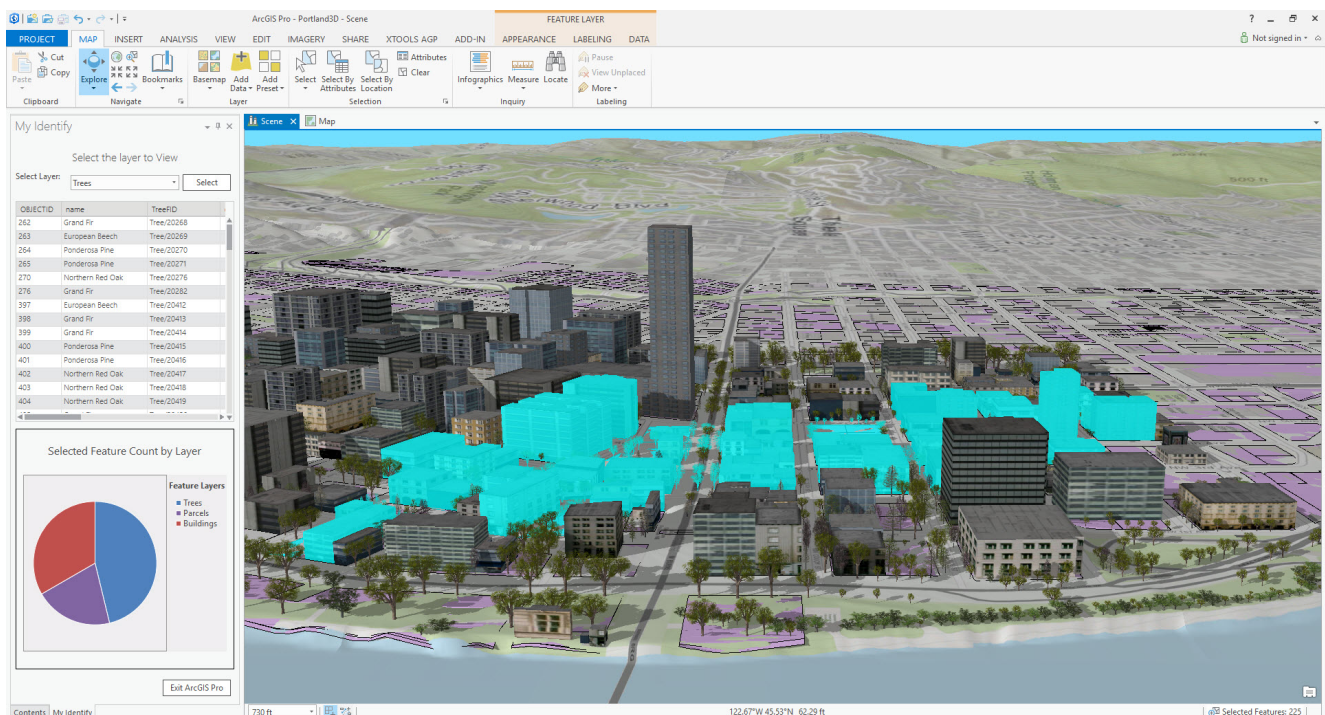 ArcGIS Pro - Portland3D - Scene
FEATURE LAYER
? 
PROJECT MAP INSERT ANALYSIS VIEW EDIT IMAGERY SHARE XTOOLS AGP ADD-IN APPEARANCE LABELING DATA
Not signed in
Paste
Cut
Copy
Clipboard
Explore
Bookmarks
Navigate
Basemap
Add Data
Add Preset
Layer
Select
Select By Attributes
Select By Location
Attributes
Clear
Selection
Infographics
Measure
Locate
Inquiry
Pause
View Unplaced
More
Labeling
My Identify
Select the layer to View
Select Layer:
Trees
Select
OBJECTID name TreeFID
262 Grand Fir Tree/20268
263 European Beech Tree/20269
264 Ponderosa Pine Tree/20270
265 Ponderosa Pine Tree/20271
270 Northern Red Oak Tree/20276
276 Grand Fir Tree/20282
397 European Beech Tree/20412
398 Grand Fir Tree/20413
399 Grand Fir Tree/20414
400 Ponderosa Pine Tree/20415
401 Ponderosa Pine Tree/20416
402 Northern Red Oak Tree/20417
403 Northern Red Oak Tree/20418
404 Northern Red Oak Tree/20419
Selected Feature Count by Layer
Feature Layers
Trees
Parcels
Buildings
Exit ArcGIS Pro
Contents My Identify
Scene
Map
730 ft
122.67°W 45.53°N 62.29 ft
Selected Features: 225